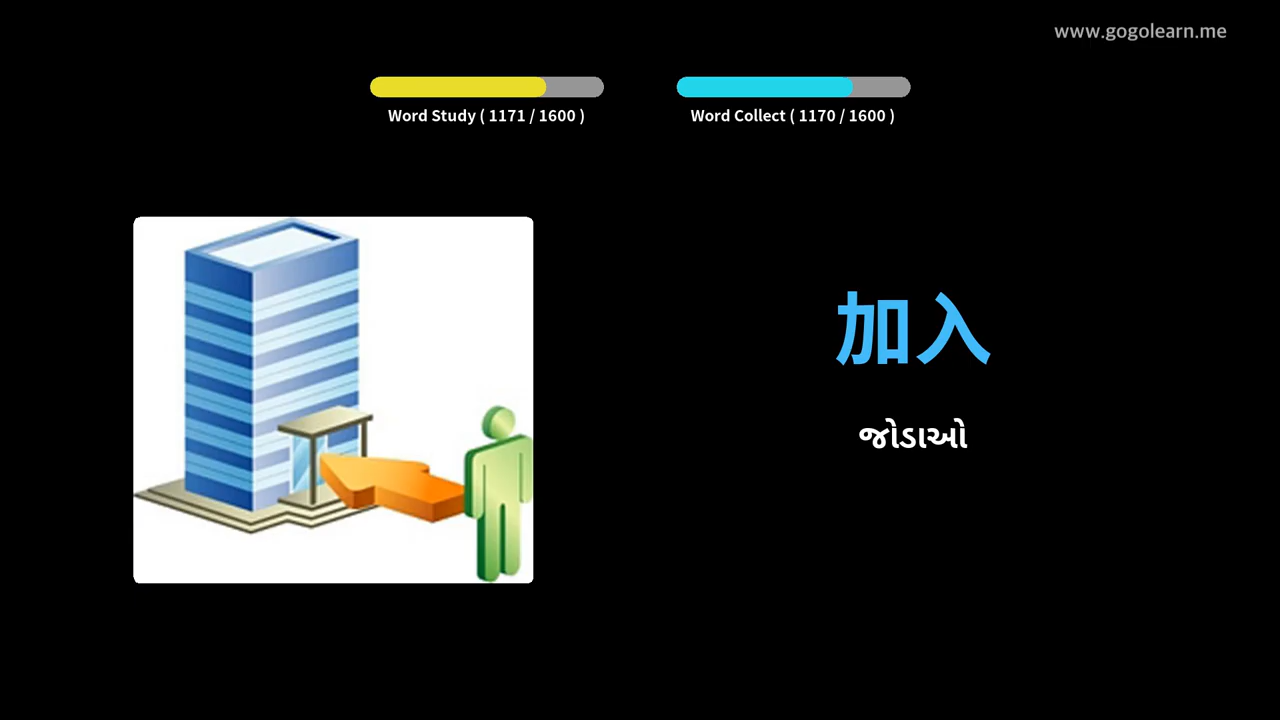 www.gogolearn.me
Word Study ( 1171 / 1600 )
Word Collect ( 1170 / 1600 )
加入
જોડાઓ